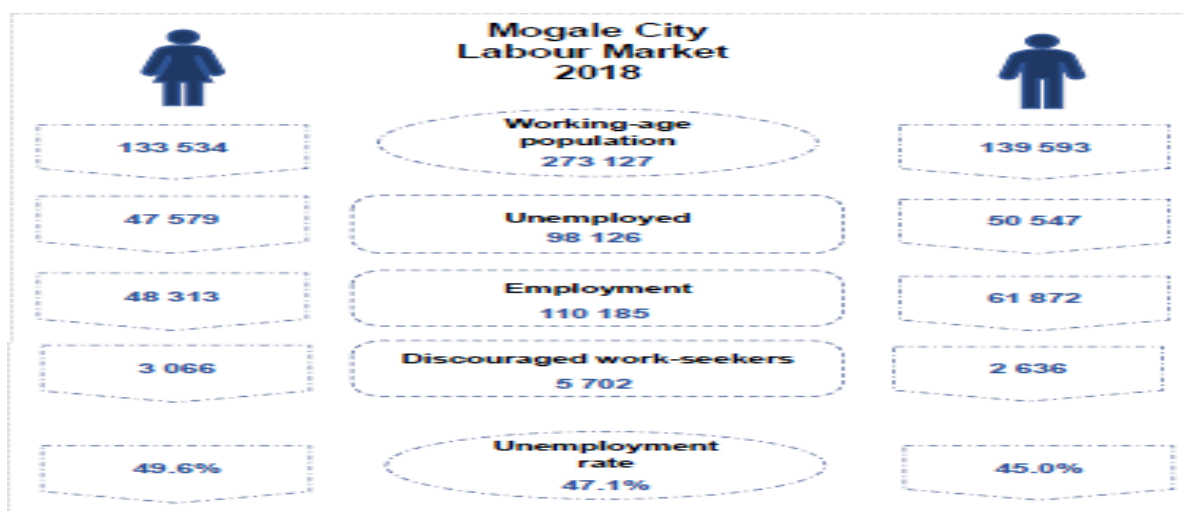 Mogale City
Labour Market
2018
133 534
Working-age
population
273 127
139 593
47 579
Unemployed
98 126
50 547
48 313
Employment
110 185
61 872
3 066
Discouraged work-seekers
5 702
2 636
49.6%
Unemployment
rate
47.1%
45.0%